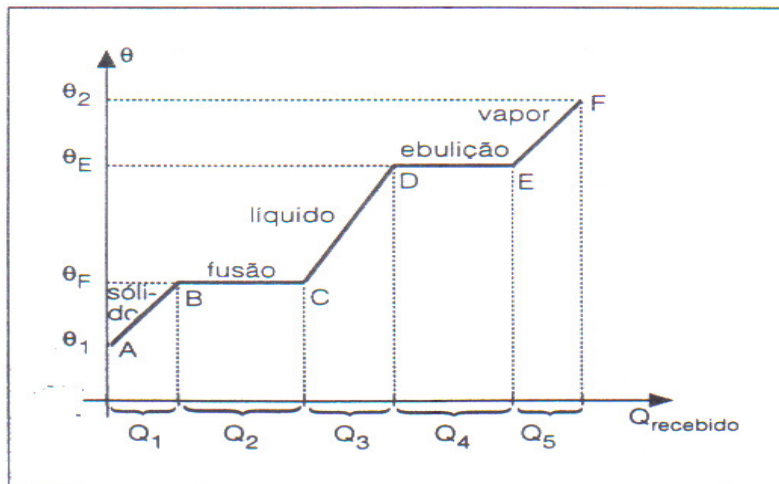 θ
θ2
F
vapor
θE
ebulição
D
E
líquido
θF
fusão
sóli-
do
B
C
θ1
A
Qrecebido
Q1
Q2
Q3
Q4
Q5